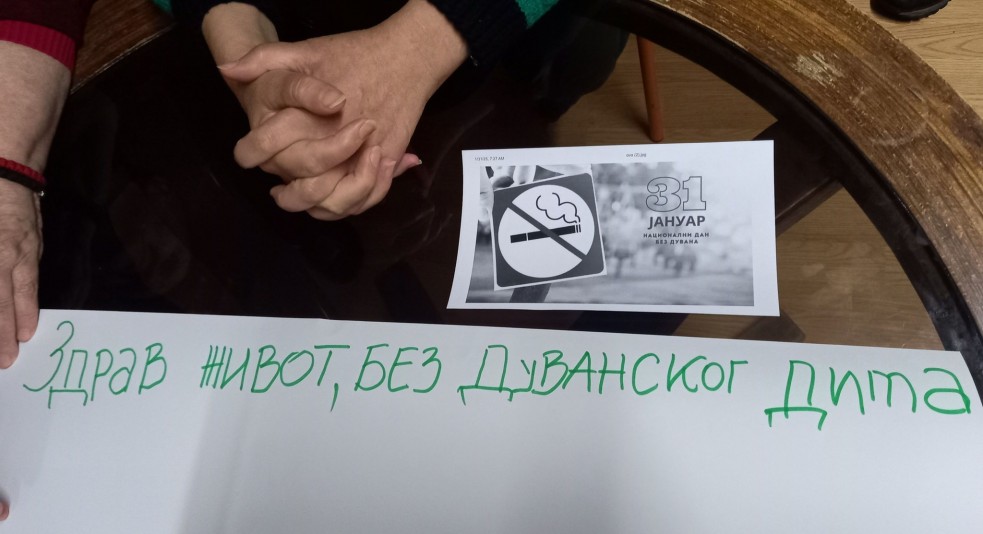 31
ЈАНУАР
НАЦИОНАЛНИ ДАН
БЕЗ ДУВАНА
Здрав живот, БЕЗ Дуванског Дима